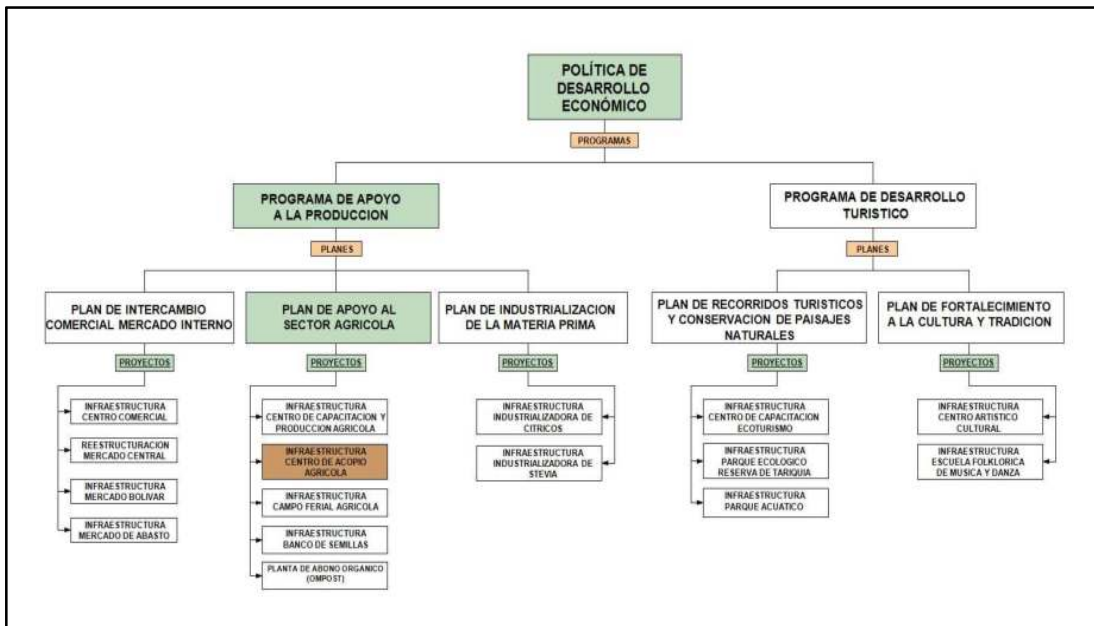 POLÍTICA DE
DESARROLLO
ECONÓMICO
PROGRAMAS
PROGRAMA DE APOYO
A LA PRODUCCION
PROGRAMA DE DESARROLLO
TURISTICO
PLANES
PLANES
PLAN DE INTERCAMBIO
COMERCIAL MERCADO INTERNO
PLAN DE APOYO AL
SECTOR AGRICOLA
PLAN DE INDUSTRIALIZACION
DE LA MATERIA PRIMA
PLAN DE RECORRIDOS TURISTICOS
Y CONSERVACION DE PAISAJES
NATURALES
PLAN DE FORTALECIMIENTO
A LA CULTURA Y TRADICION
PROYECTOS
PROYECTOS
PROYECTOS
PROYECTOS
PROYECTOS
INFRAESTRUCTURA
CENTRO COMERCIAL
REESTRUCTURACION
MERCADO CENTRAL
INFRAESTRUCTURA
MERCADO BOLIVAR
INFRAESTRUCTURA
MERCADO DE ABASTO
INFRAESTRUCTURA
CENTRO DE CAPACITACION Y
PRODUCCION AGRICOLA
INFRAESTRUCTURA
CENTRO DE ACOPIO
AGRICOLA
INFRAESTRUCTURA
CAMPO FERIAL AGRICOLA
INFRAESTRUCTURA
BANCO DE SEMILLAS
PLANTA DE ABONO ORGANICO
(OMPOST)
INFRAESTRUCTURA
INDUSTRIALIZADORA DE
CITRICOS
INFRAESTRUCTURA
INDUSTRIALIZADORA DE
STEVIA
INFRAESTRUCTURA
CENTRO DE CAPACITACION
ECOTURISMO
INFRAESTRUCTURA
PARQUE ECOLOGICO
RESERVA DE TARIQUIA
INFRAESTRUCTURA
PARQUE ACUATICO
INFRAESTRUCTURA
CENTRO ARTISTICO
CULTURAL
INFRAESTRUCTURA
ESCUELA FOLKLORICA
DE MUSICA Y DANZA